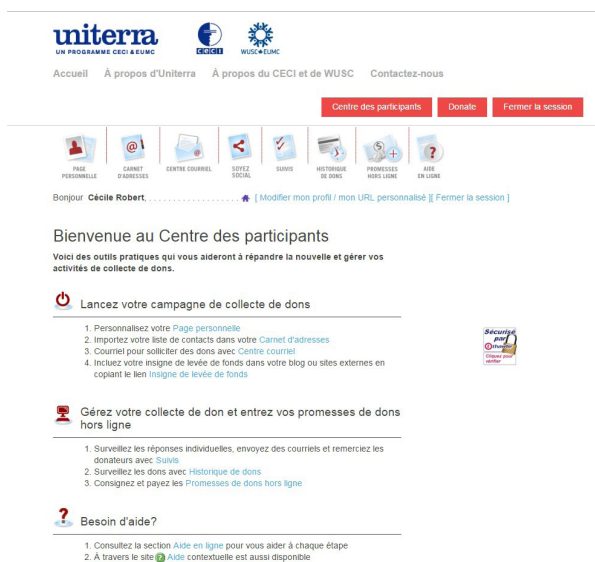 uniterra
UN PROGRAMME CECI & EUMC
CECI
WUSC EUMC
Accueil À propos d'Uniterra À propos du CECI et de WUSC Contactez-nous
Centre des participants Donate Fermer la session
PAGE PERSONNELLE
CARNET D'ADRESSES
CENTRE COURRIEL
SOYEZ SOCIAL
SUIVIS
HISTORIQUE DE DONS
PROMESSES HORS LIGNE
AIDE EN LIGNE
Bonjour Cécile Robert, . . . . . . . . . . . . . . . . . . . [ Modifier mon profil / mon URL personnalisé ][ Fermer la session ]
Bienvenue au Centre des participants
Voici des outils pratiques qui vous aideront à répandre la nouvelle et gérer vos
activités de collecte de dons.
Lancez votre campagne de collecte de dons
1. Personnalisez votre Page personnelle
2. Importez votre liste de contacts dans votre Carnet d'adresses
3. Courriel pour solliciter des dons avec Centre courriel
4. Incluez votre insigne de levée de fonds dans votre blog ou sites externes en
copiant le lien Insigne de levée de fonds
Sécurisé
par
thawte
Cliquez pour
vérifier
Gérez votre collecte de don et entrez vos promesses de dons
hors ligne
1. Surveillez les réponses individuelles, envoyez des courriels et remerciez les
donateurs avec Suivis
2. Surveillez les dons avec Historique de dons
3. Consignez et payez les Promesses de dons hors ligne
Besoin d'aide?
1. Consultez la section Aide en ligne pour vous aider à chaque étape
2. À travers le site ? Aide contextuelle est aussi disponible